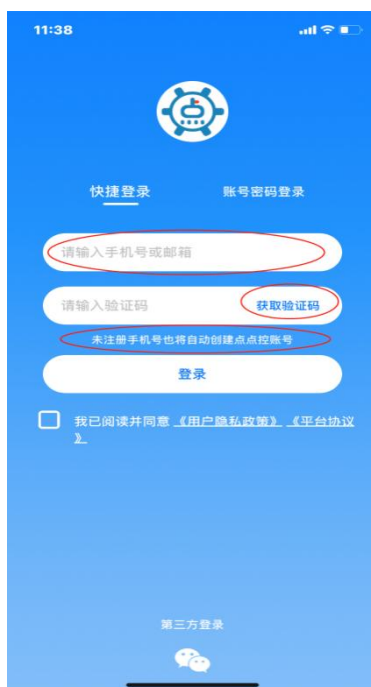 11:38
快捷登录 账号密码登录
请输入手机号或邮箱
请输入验证码 获取验证码
未注册手机号也将自动创建点点控账号
登录
我已阅读并同意《用户隐私政策》《平台协议
》
第三方登录